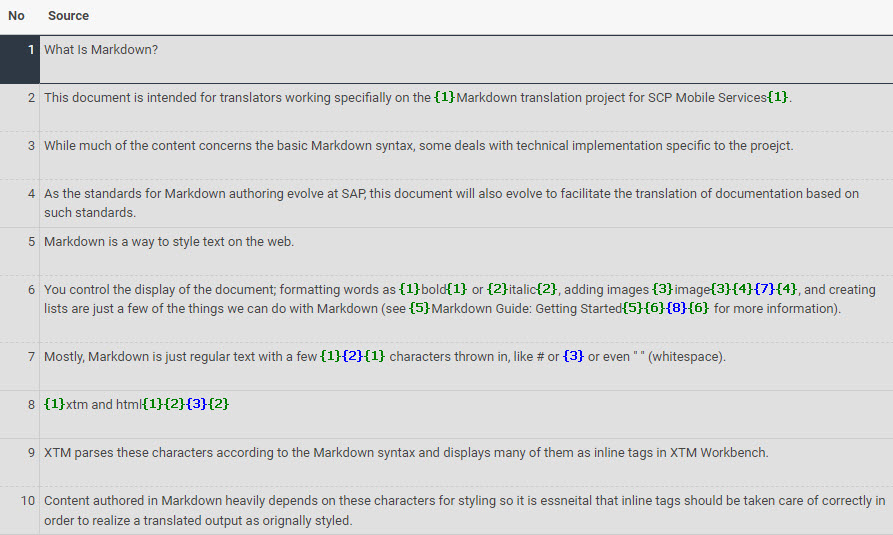 No Source
1 What Is Markdown?
2 This document is intended for translators working specifially on the {1}Markdown translation project for SCP Mobile Services{1}.
3 While much of the content concerns the basic Markdown syntax, some deals with technical implementation specific to the proejct.
4 As the standards for Markdown authoring evolve at SAP, this document will also evolve to facilitate the translation of documentation based on
such standards.
5 Markdown is a way to style text on the web.
6 You control the display of the document; formatting words as {1}bold{1} or {2}italic{2}, adding images {3}image{3}{4}{7}{4}, and creating
lists are just a few of the things we can do with Markdown (see {5}Markdown Guide: Getting Started{5}{6}{8}{6} for more information).
7 Mostly, Markdown is just regular text with a few {1}{2}{1} characters thrown in, like # or {3} or even " " (whitespace).
8 {1}xtm and html{1}{2}{3}{2}
9 XTM parses these characters according to the Markdown syntax and displays many of them as inline tags in XTM Workbench.
10 Content authored in Markdown heavily depends on these characters for styling so it is essneital that inline tags should be taken care of correctly in
order to realize a translated output as orignally styled.